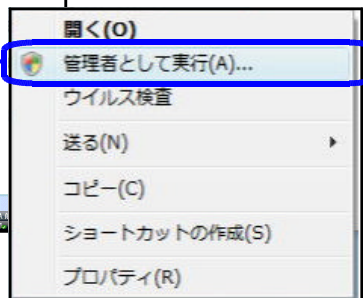 開く(O)
管理者として実行(A)...
ウイルス検査
送る(N)
コピー(C)
ショートカットの作成(S)
プロパティ(R)